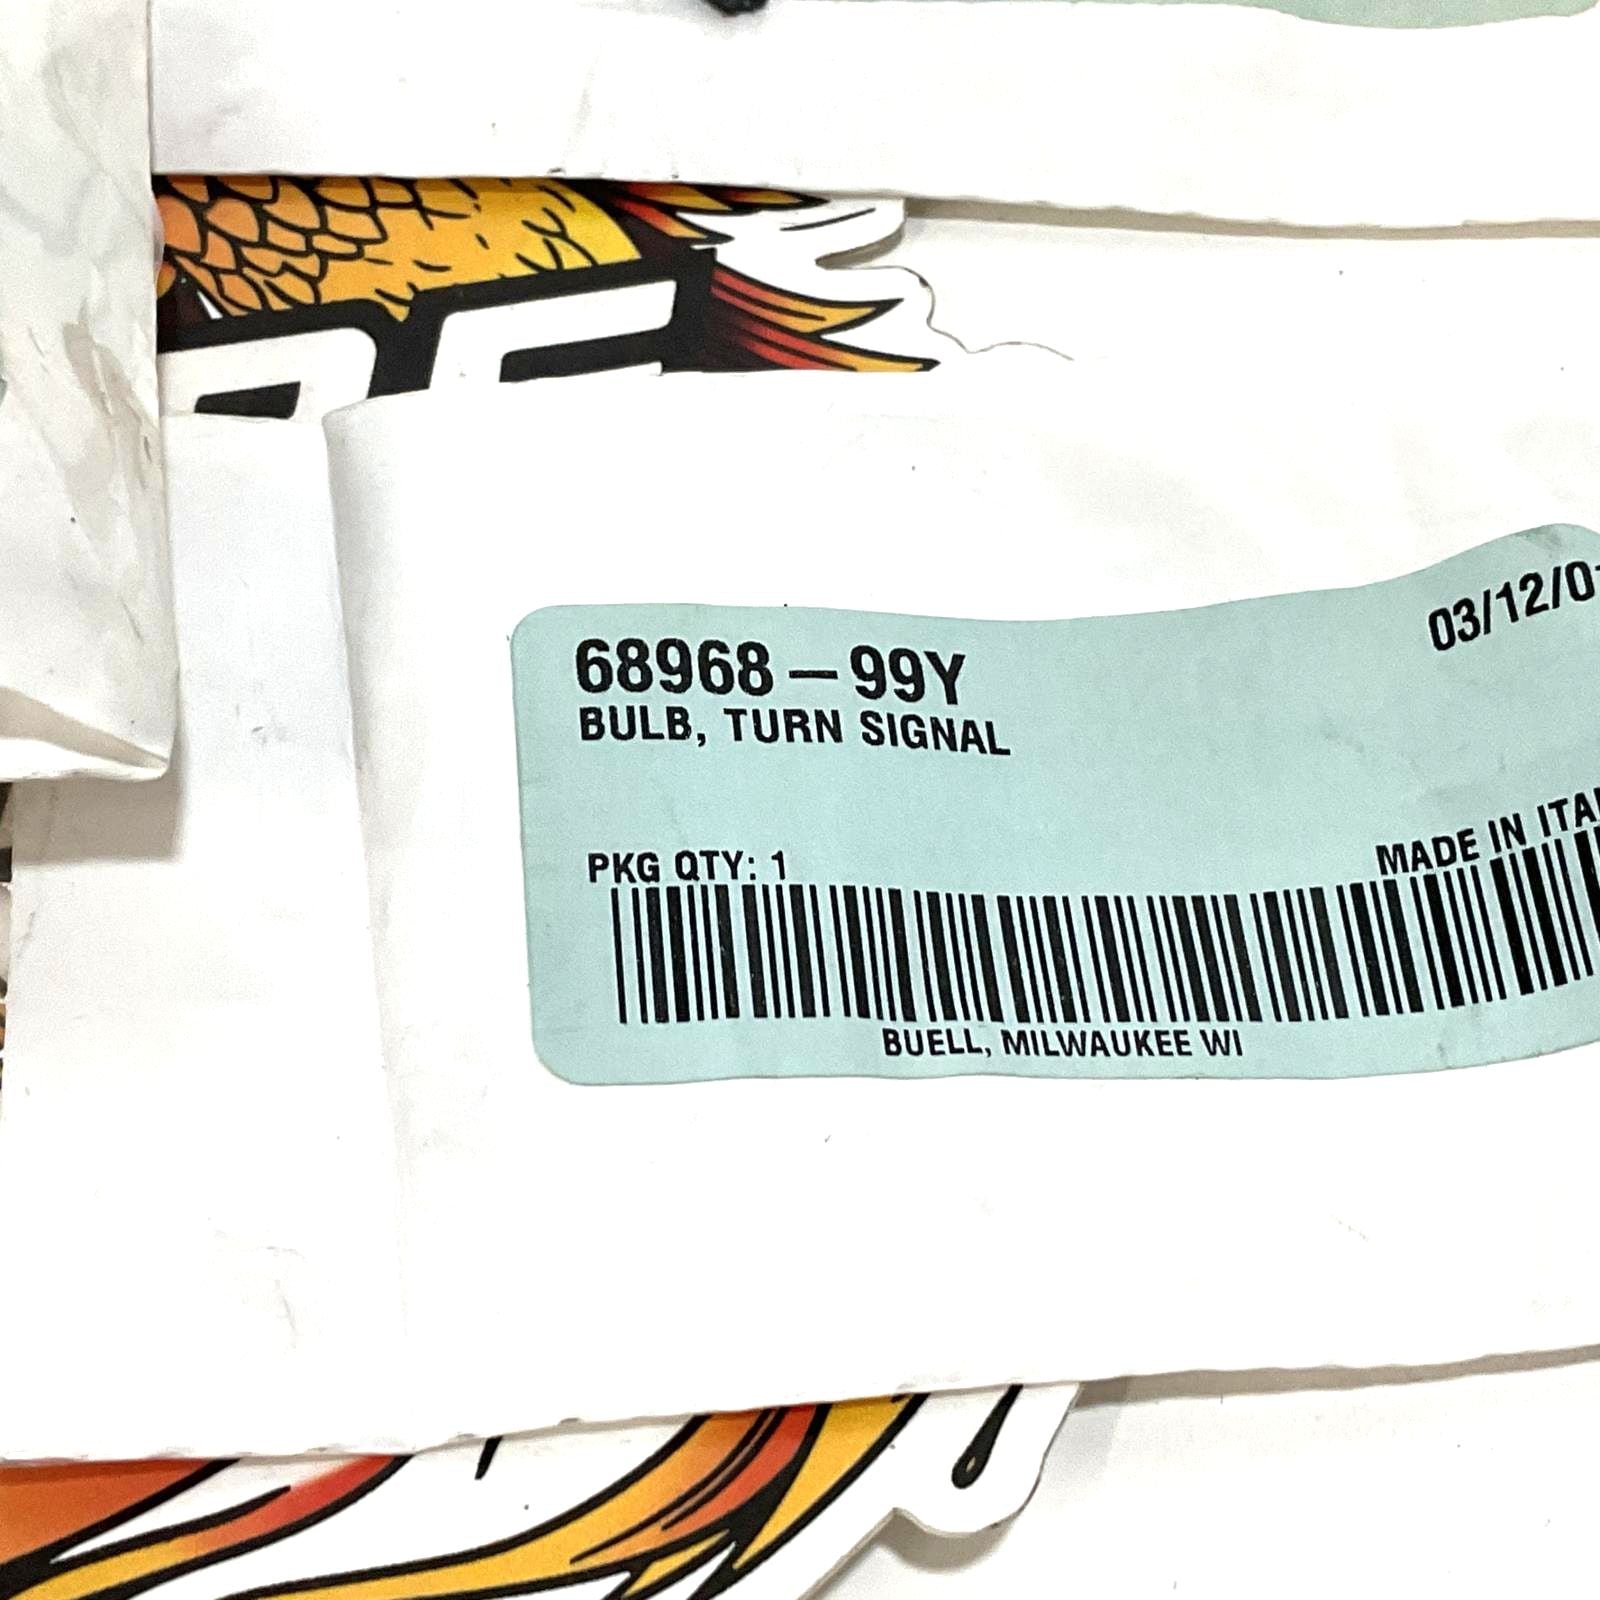 03/12/0
68968-99Y
BULB, TURN SIGNAL
PKG QTY: 1
MADE IN ITA
BUELL, MILWAUKEE WI